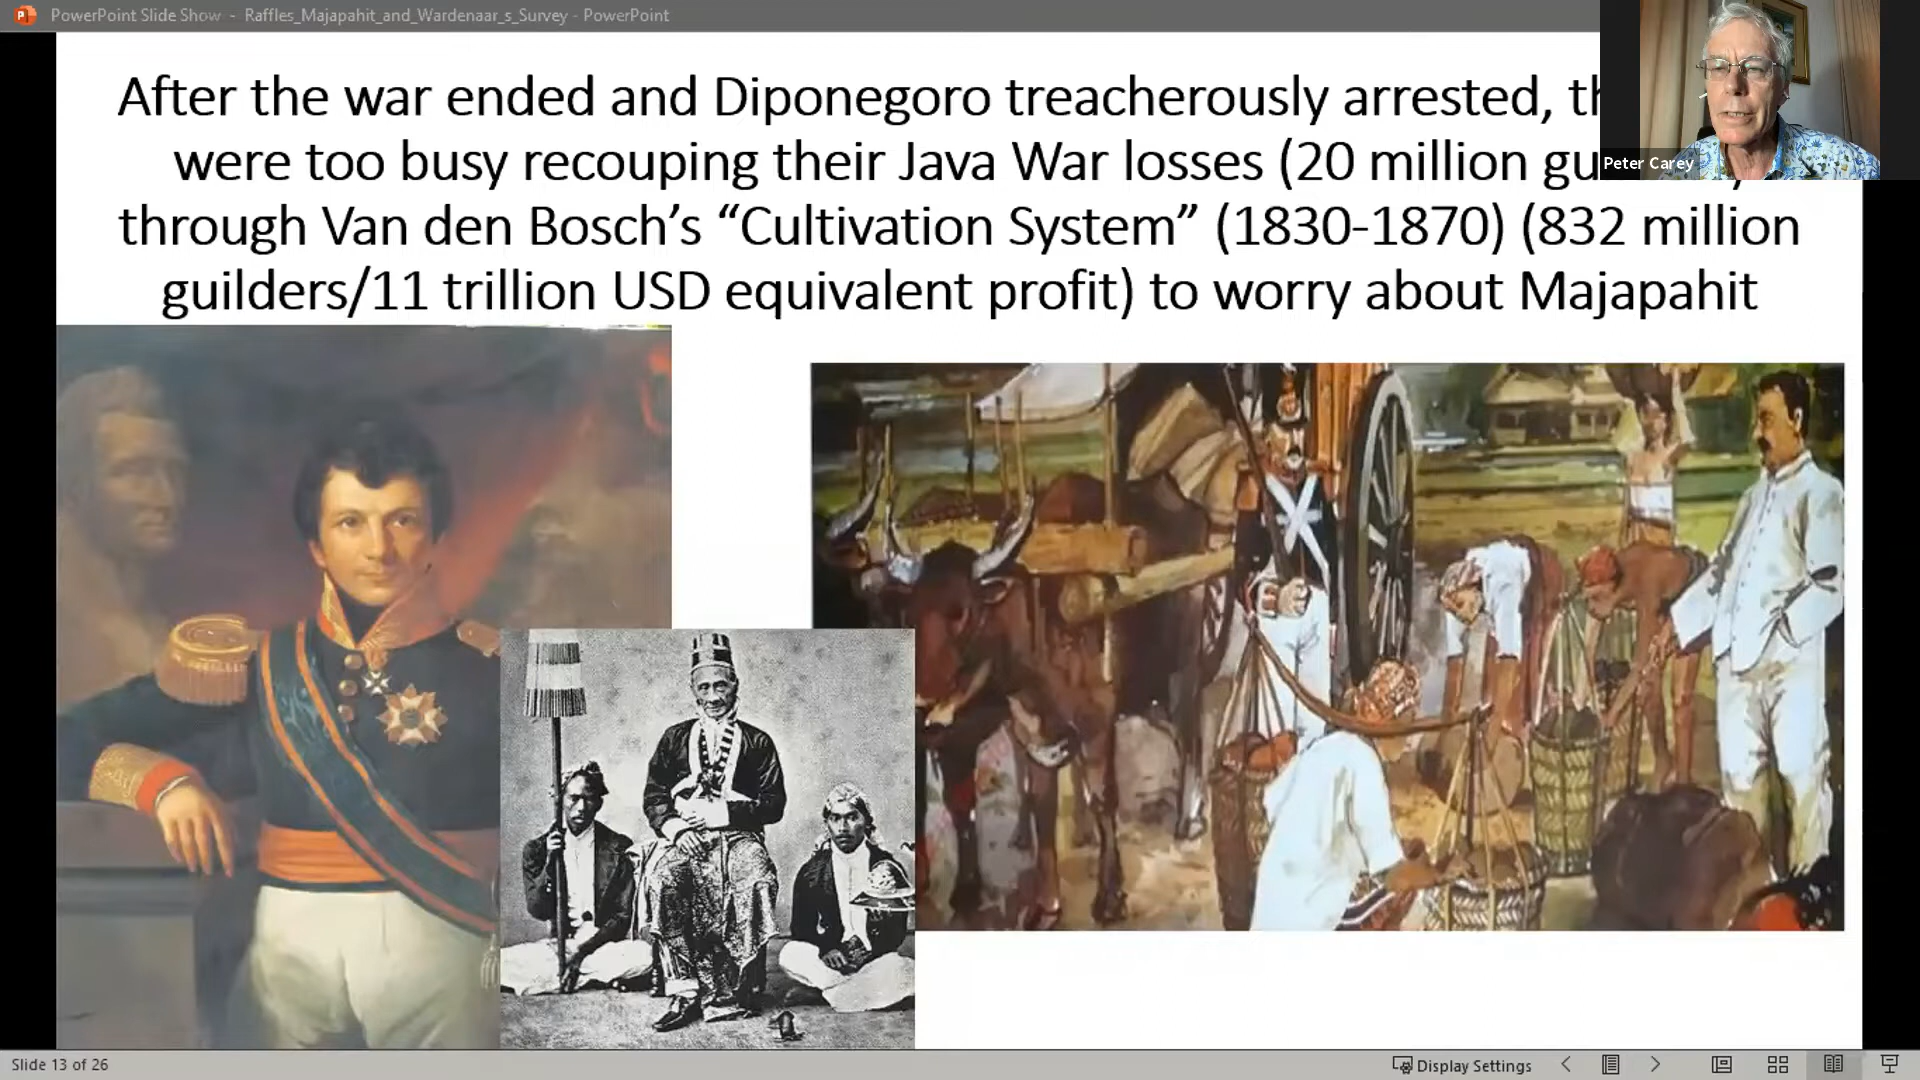 PowerPoint Slide Show - Raffles_Majapahit_and_Wardenaar_s_Survey - PowerPoint
After the war ended and Diponegoro treacherously arrested,
were too busy recouping their Java War losses (20 million
through Van den Bosch’s “Cultivation System” (1830-1870) (832 million
guilders/11 trillion USD equivalent profit) to worry about Majapahit
Peter Carey
Slide 13 of 26
Display Settings